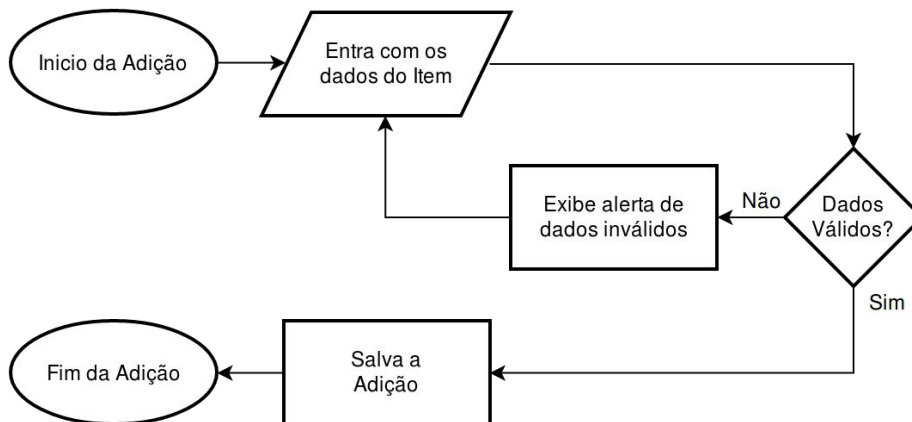 Inicio da Adição
Entra com os
dados do Item
Dados
Válidos?
Não
Exibe alerta de
dados inválidos
Sim
Salva a
Adição
Fim da Adição